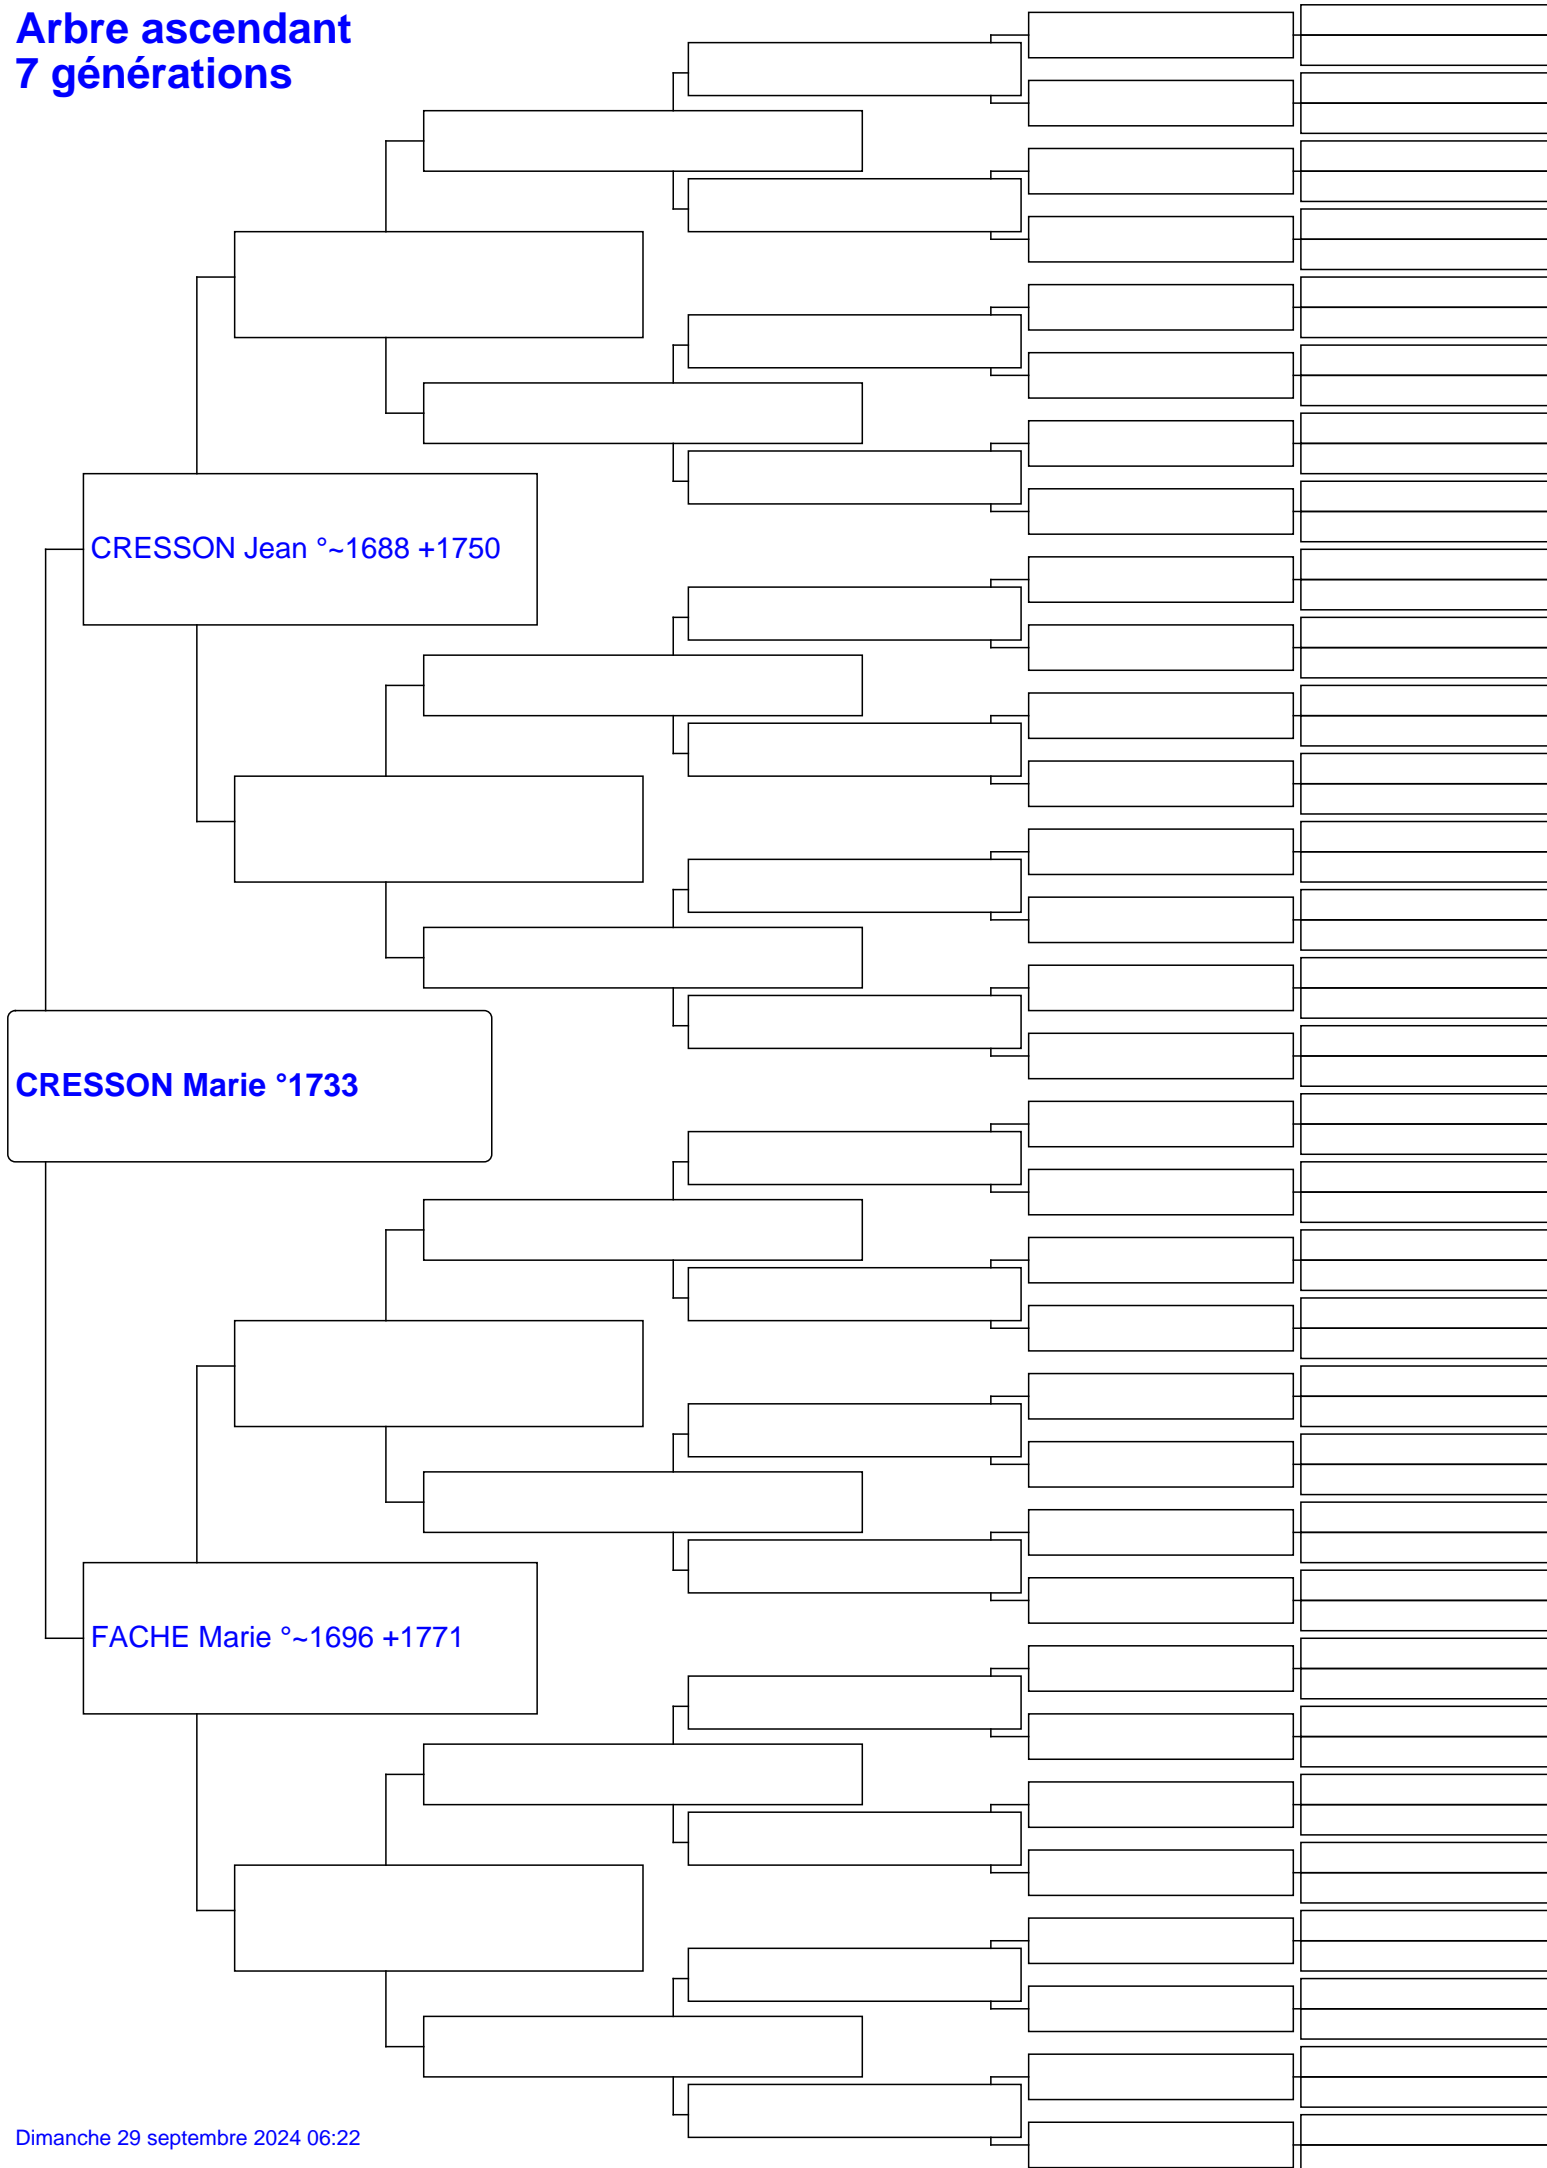 Arbre ascendant
7 générations
CRESSON Jean °~1688 +1750
CRESSON Marie °1733
FACHE Marie °~1696 +1771
Dimanche 29 septembre 2024 06:22